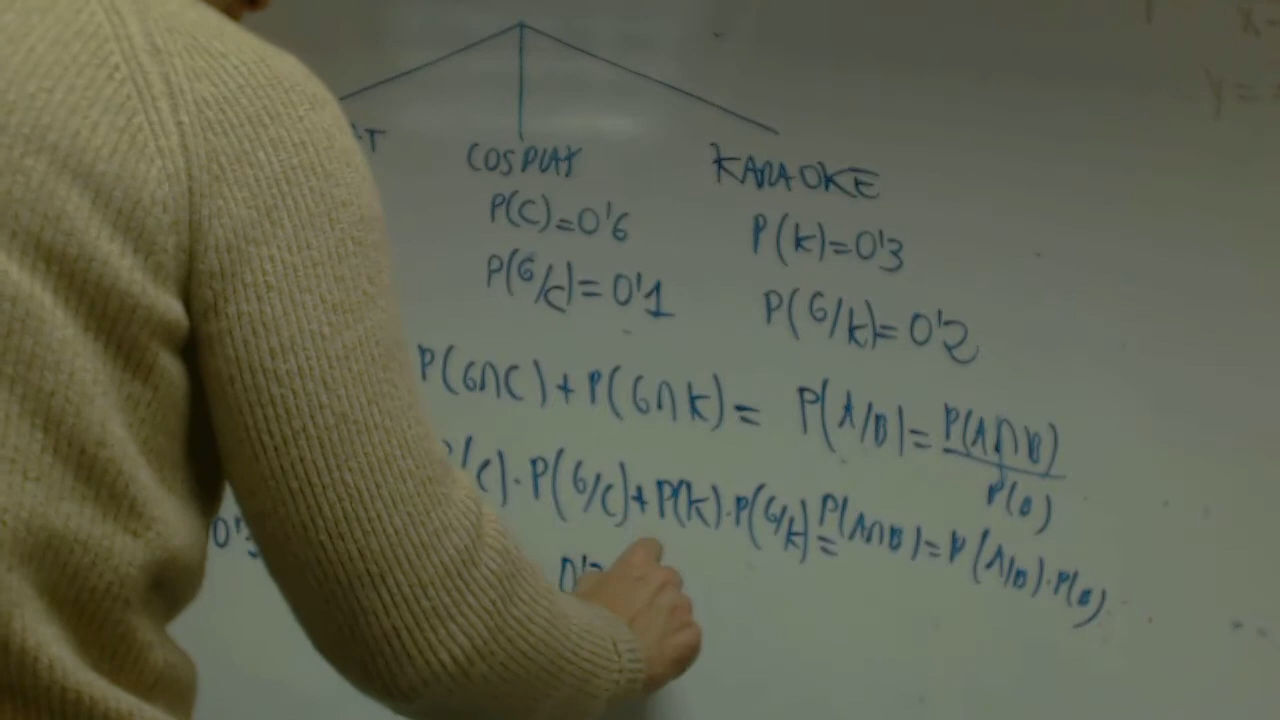 COSPLAY KARAOKE
P(C)=0'6 P(K)=0'3
P(G/C)=0'1 P(G/K)=0'2
P(G∩C)+P(G∩K)= P(A/B)=P(A∩B)/P(B)
C)·P(G/C)+P(K)·P(G/K)= P(A∩B)=P(A/B)·P(B)